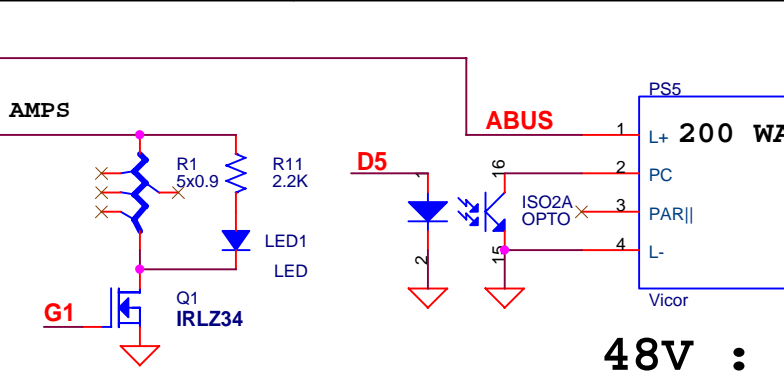 PS5
AMPS
ABUS
1
L+
200 WA
R1
5x0.9
R11
2.2K
D5
1
16
2
PC
ISO2A
OPTO
3
PAR||
LED1
LED
2
15
4
L-
G1
Q1
IRLZ34
Vicor
48V :